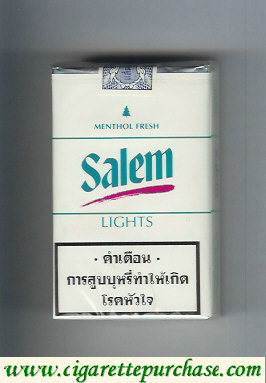 MENTHOL FRESH
Salem
LIGHTS
· คำเตือน ·
การสูบบุหรี่ทำให้เกิด
โรคหัวใจ
www.cigarettepurchase.com